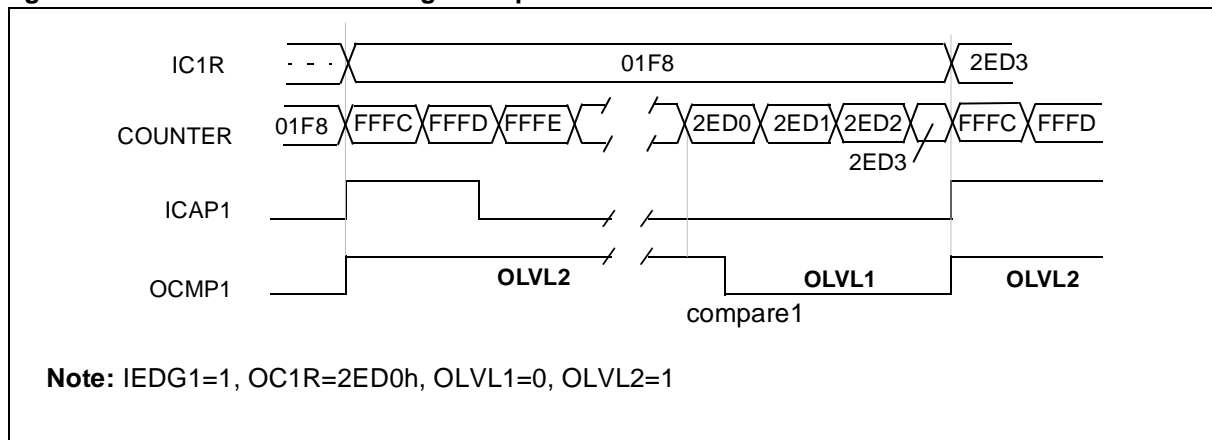 IC1R - - - 01F8 2ED3
COUNTER 01F8 FFFC FFFD FFFE 2ED0 2ED1 2ED2 FFFC FFFD
2ED3
ICAP1
OCMP1 OLVL2 OLVL1 OLVL2
compare1
Note: IEDG1=1, OC1R=2ED0h, OLVL1=0, OLVL2=1